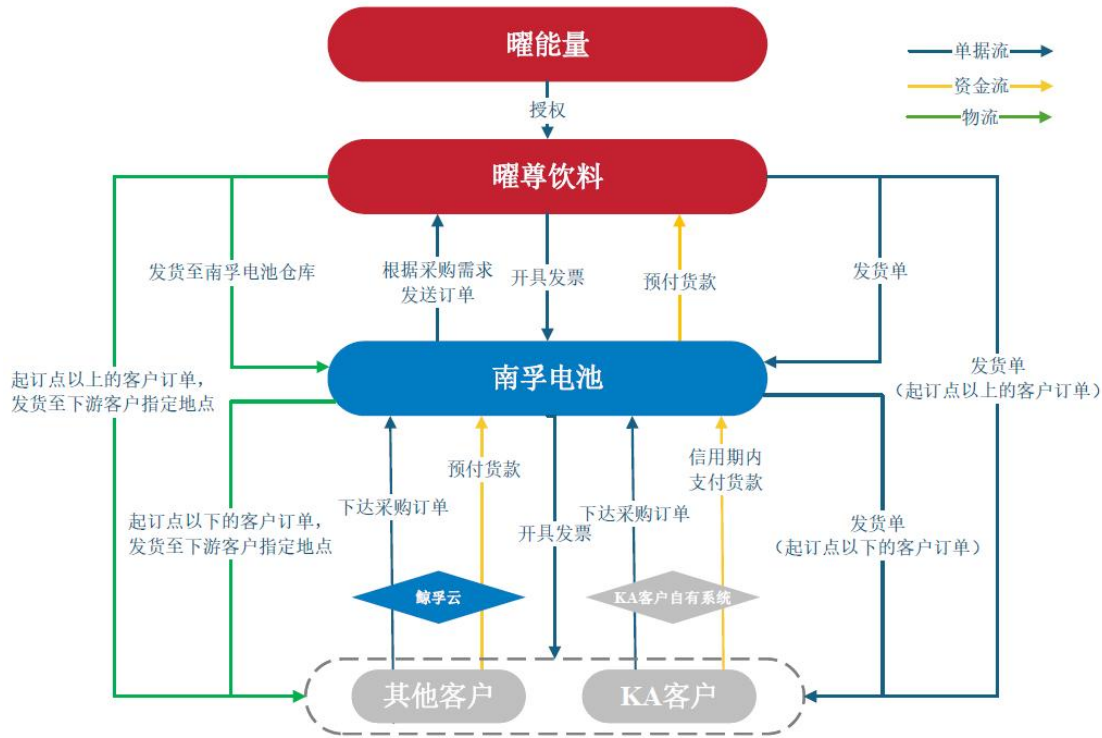 曜能量
单据流
资金流
物流
授权
曜尊饮料
发货至南孚电池仓库
根据采购需求
发送订单
开具发票
预付货款
发货单
南孚电池
起订点以上的客户订单，
发货至下游客户指定地点
发货单
（起订点以上的客户订单）
预付货款
信用期内
支付货款
下达采购订单
开具发票
下达采购订单
起订点以下的客户订单，
发货至下游客户指定地点
发货单
（起订点以下的客户订单）
鲸孚云
KA客户自有系统
其他客户
KA客户